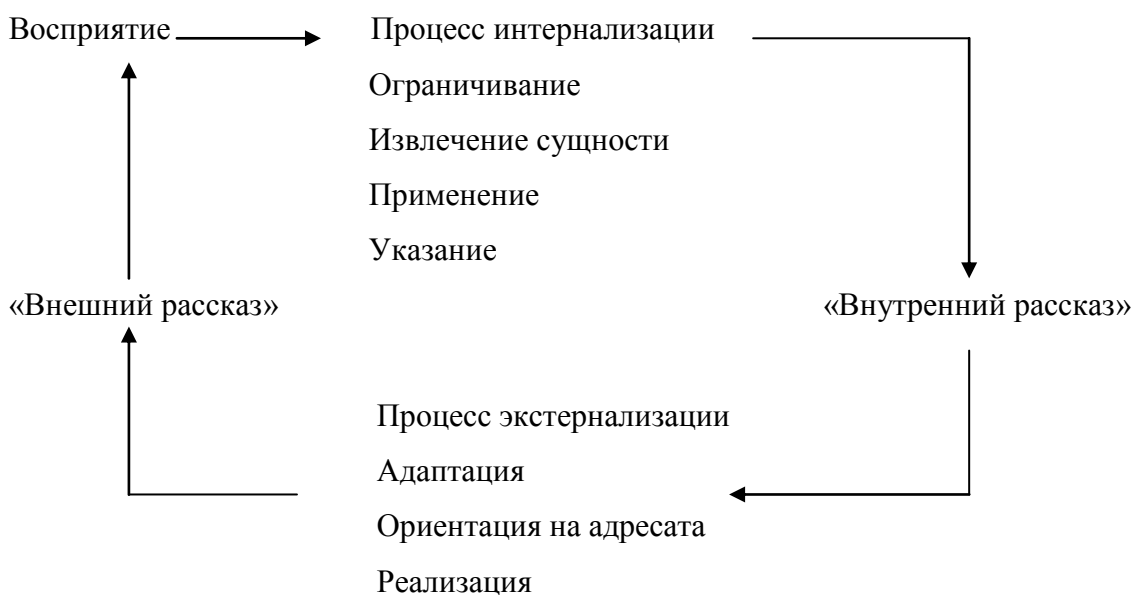 Восприятие
Процесс интернализации
Ограничивание
Извлечение сущности
Применение
Указание
«Внешний рассказ»
«Внутренний рассказ»
Процесс экстернализации
Адаптация
Ориентация на адресата
Реализация